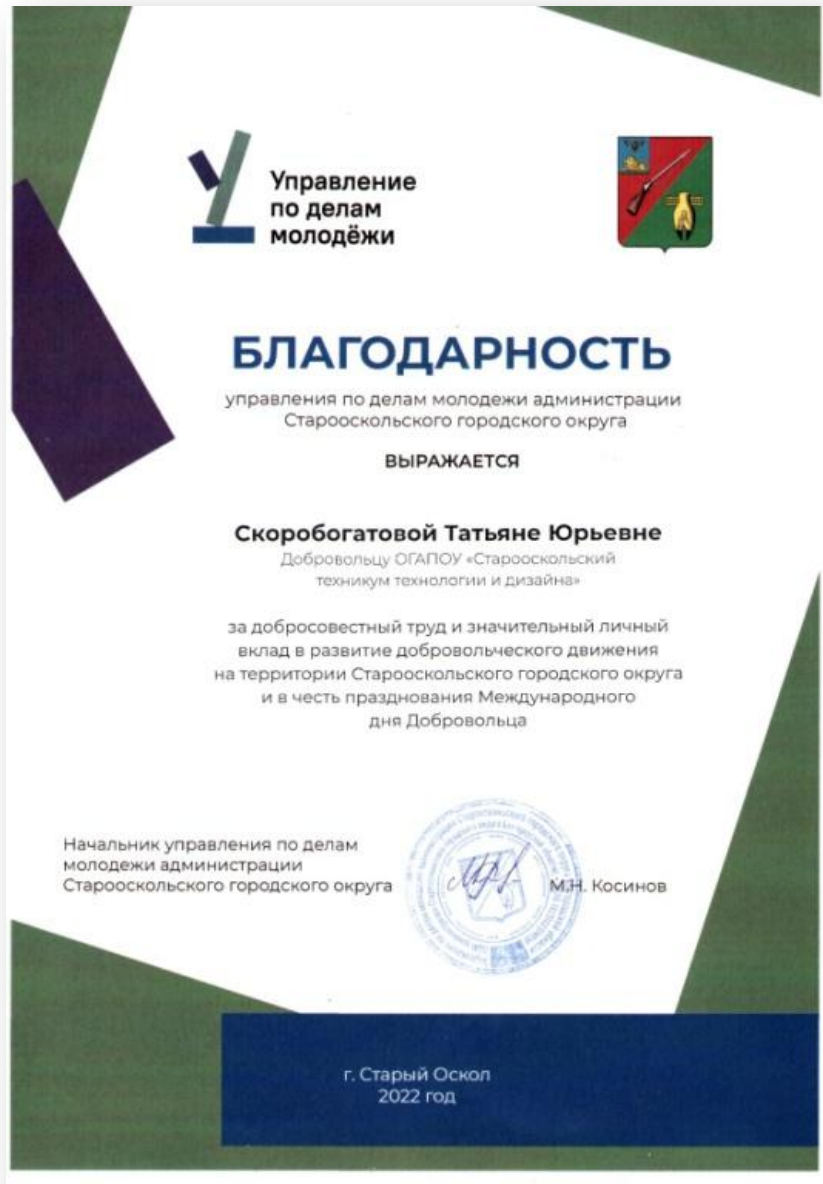 Управление
по делам
молодёжи
БЛАГОДАРНОСТЬ
управления по делам молодежи администрации
Старооскольского городского округа
ВЫРАЖАЕТСЯ
Скоробогатовой Татьяне Юрьевне
Добровольцу ОГАПОУ «Старооскольский
техникум технологии и дизайна»
за добросовестный труд и значительный личный
вклад в развитие добровольческого движения
на территории Старооскольского городского округа
и в честь празднования Международного
дня Добровольца
Начальник управления по делам
молодежи администрации
Старооскольского городского округа
М.Н. Косинов
г. Старый Оскол
2022 год